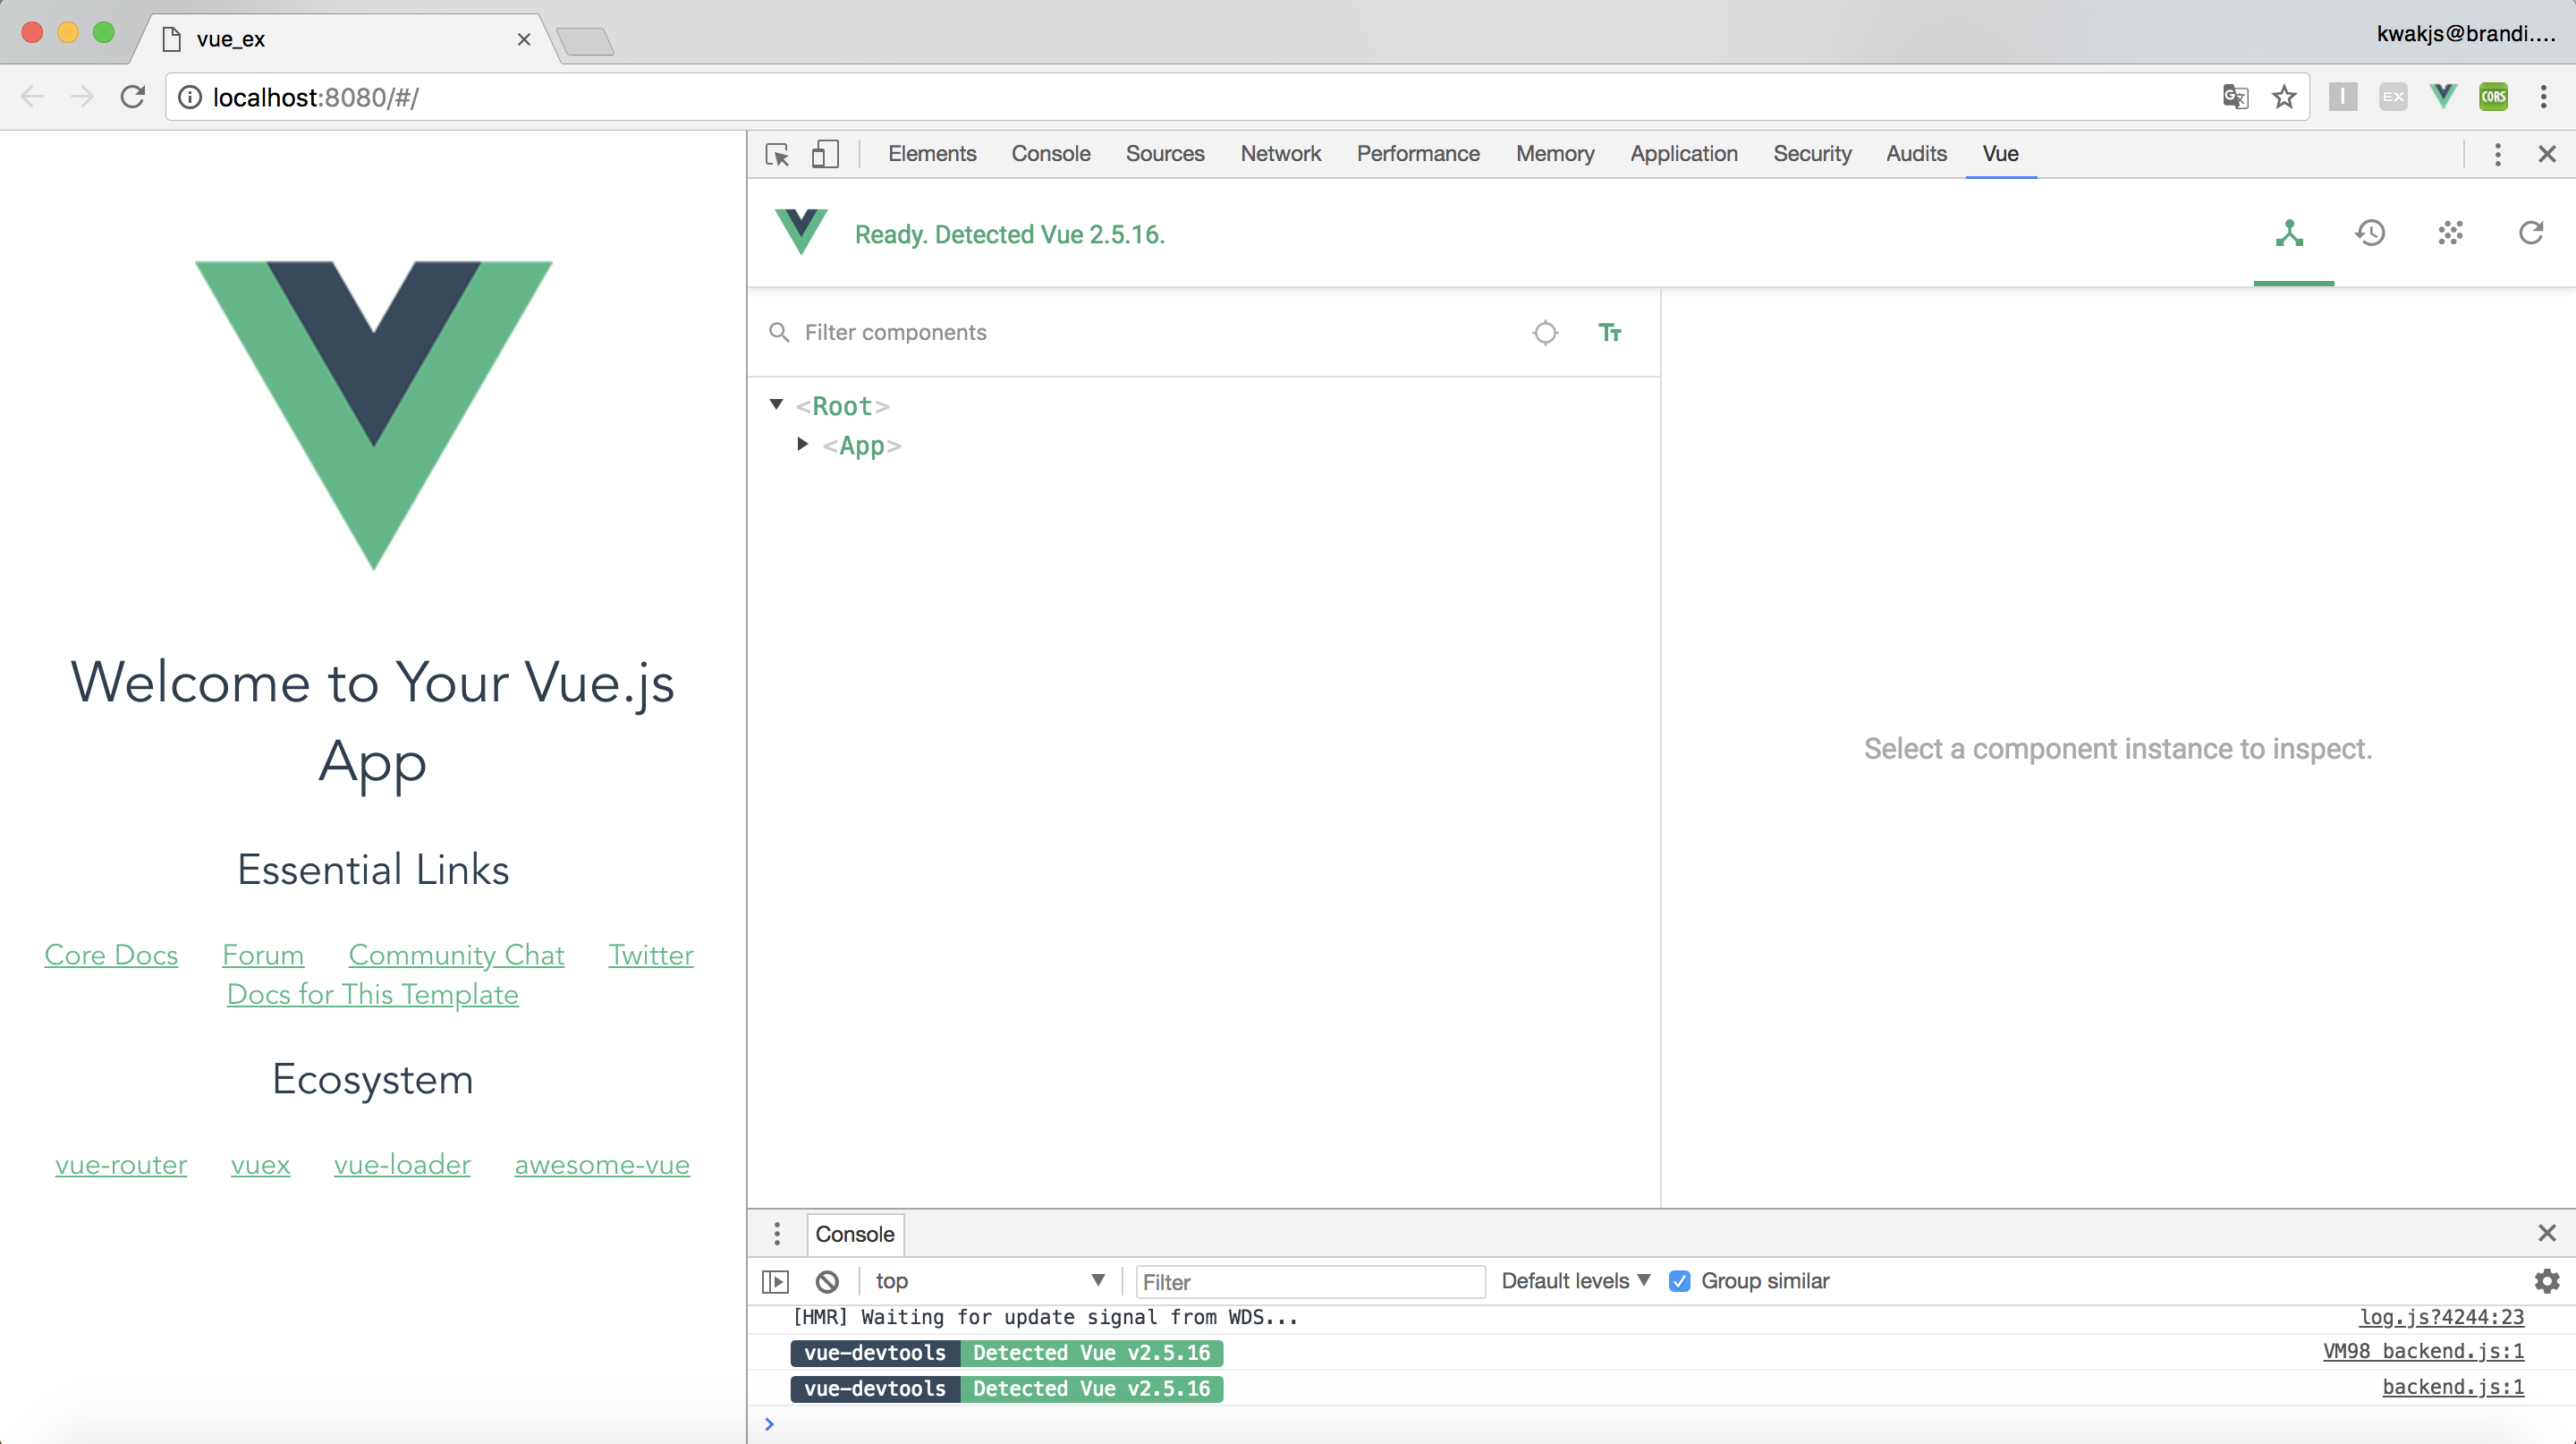 vue_ex
kwakjs@brandi....
localhost:8080/#/
EX
CORS
Elements Console Sources Network Performance Memory Application Security Audits Vue
Ready. Detected Vue 2.5.16.
Filter components
Tт
<Root>
<App>
Select a component instance to inspect.
Welcome to Your Vue.js
App
Essential Links
Core Docs Forum Community Chat Twitter
Docs for This Template
Ecosystem
vue-router vuex vue-loader awesome-vue
Console
top Filter Default levels Group similar
[HMR] Waiting for update signal from WDS... log.js?4244:23
vue-devtools Detected Vue v2.5.16 VM98 backend.js:1
vue-devtools Detected Vue v2.5.16 backend.js:1